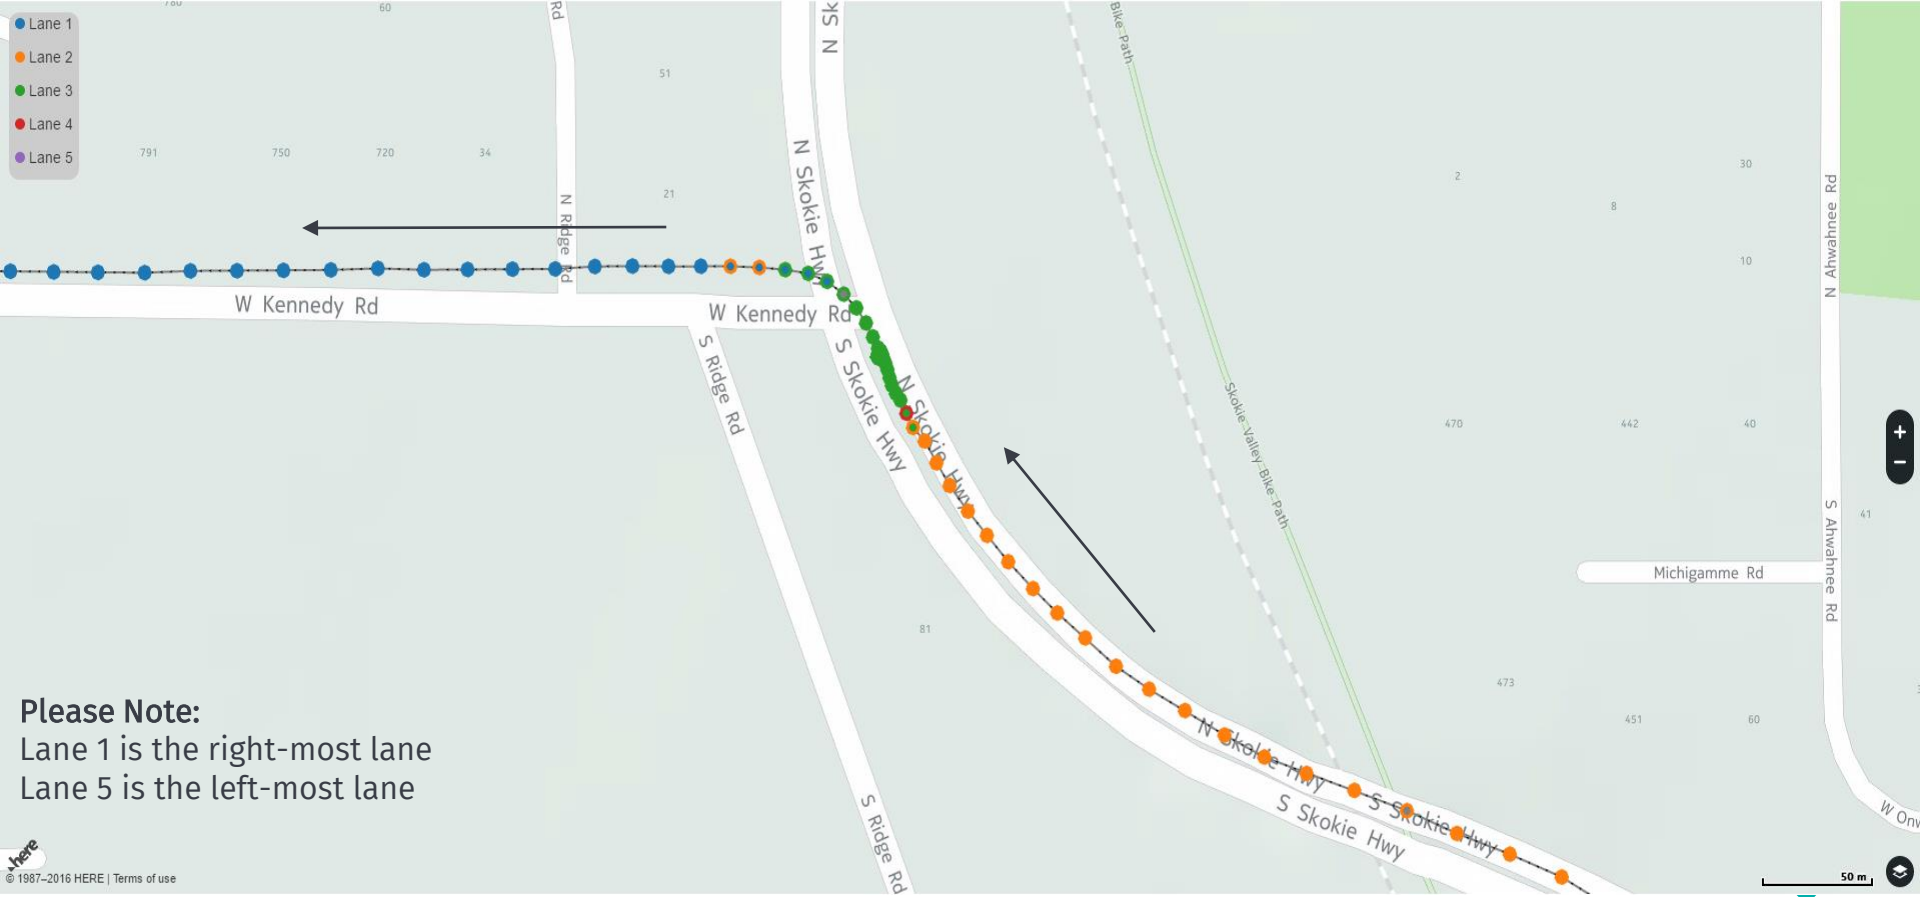 Lane 1
Lane 2
Lane 3
Lane 4
Lane 5
780
60
Rd
SK N
Bike Path
51
791
750
720
34
21
N Ridge Rd
N Skokie Hwy
2
8
30
10
N Ahwahnee Rd
W Kennedy Rd
W Kennedy Rd
S Ridge Rd
S Skokie Hwy
N Skokie Hwy
Skokie Valley Bike Path
470
442
40
+
−
41
S Ahwahnee Rd
Michigamme Rd
81
473
451
60
N Skokie Hwy
S Skokie Hwy
S Skokie Hwy
S Ridge Rd
Please Note:
Lane 1 is the right-most lane
Lane 5 is the left-most lane
here
© 1987–2016 HERE | Terms of use
50 m